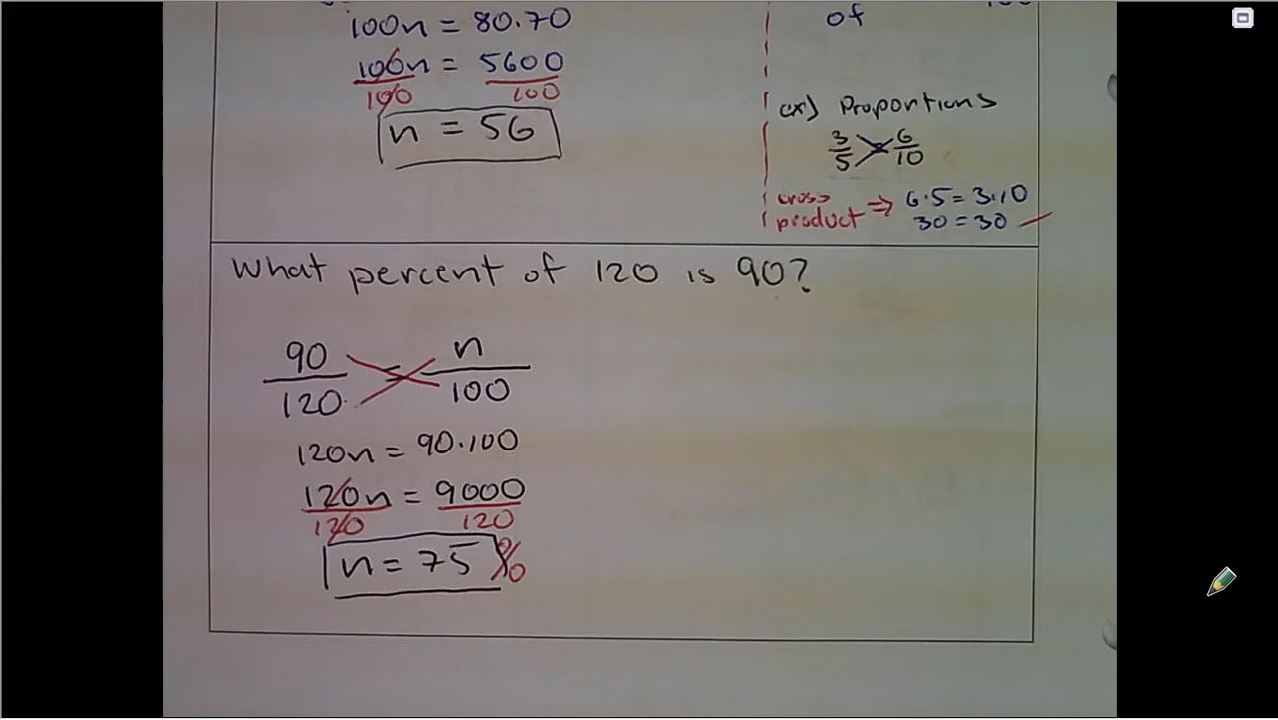 100n = 80.70
100n = 5600
100 100
n = 56
of
ex) Proportions
3/5 6/10
cross product ⇒ 6·5 = 3·10
30 = 30
What percent of 120 is 90?
90/120 = n/100
120n = 90.100
120n = 9000
120 120
n = 75%